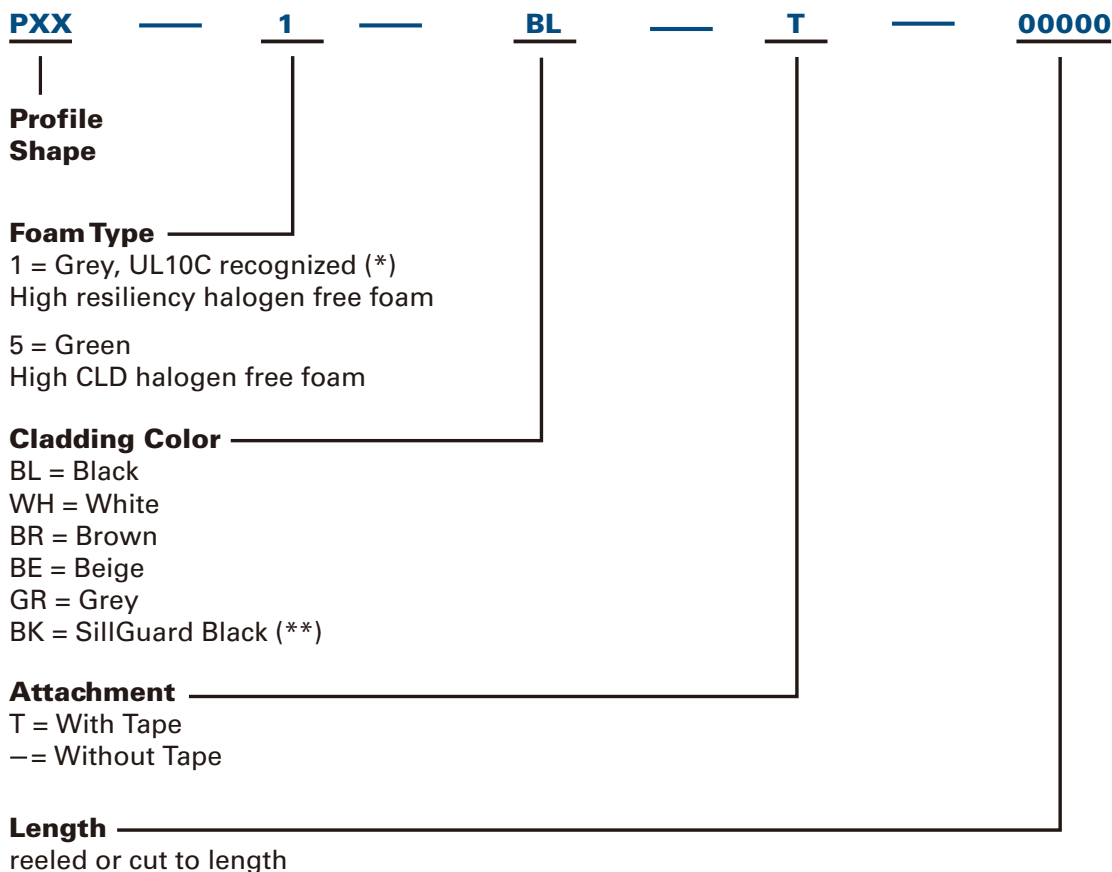 PXX — 1 — BL — T — 00000
Profile
Shape
Foam Type
1 = Grey, UL10C recognized (*)
High resiliency halogen free foam
5 = Green
High CLD halogen free foam
Cladding Color
BL = Black
WH = White
BR = Brown
BE = Beige
GR = Grey
BK = SillGuard Black (**)
Attachment
T = With Tape
— = Without Tape
Length
reeled or cut to length